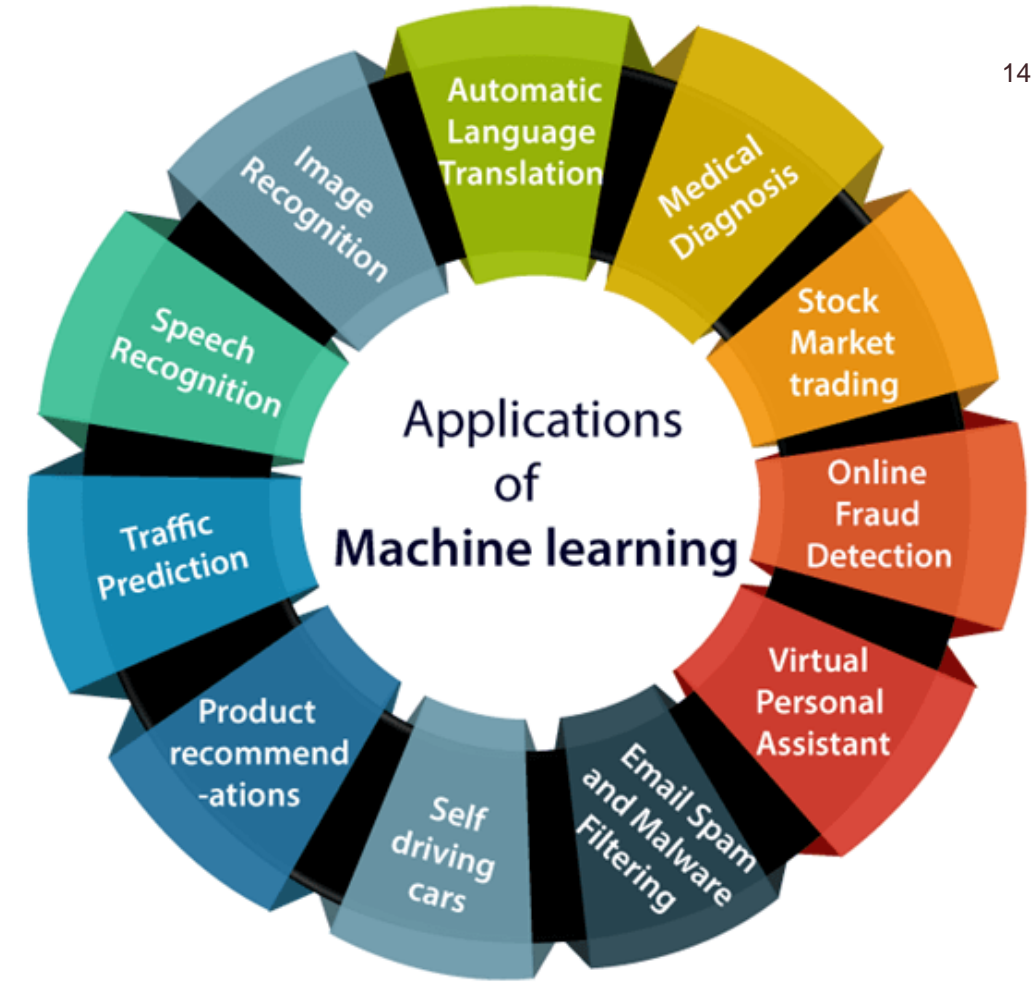 14
Automatic
Language
Translation
Medical
Diagnosis
Stock
Market
trading
Online
Fraud
Detection
Virtual
Personal
Assistant
Email Spam
and Malware
Filtering
Self
driving
cars
Product
recommend
-ations
Traffic
Prediction
Speech
Recognition
Image
Recognition
Applications
of
Machine learning